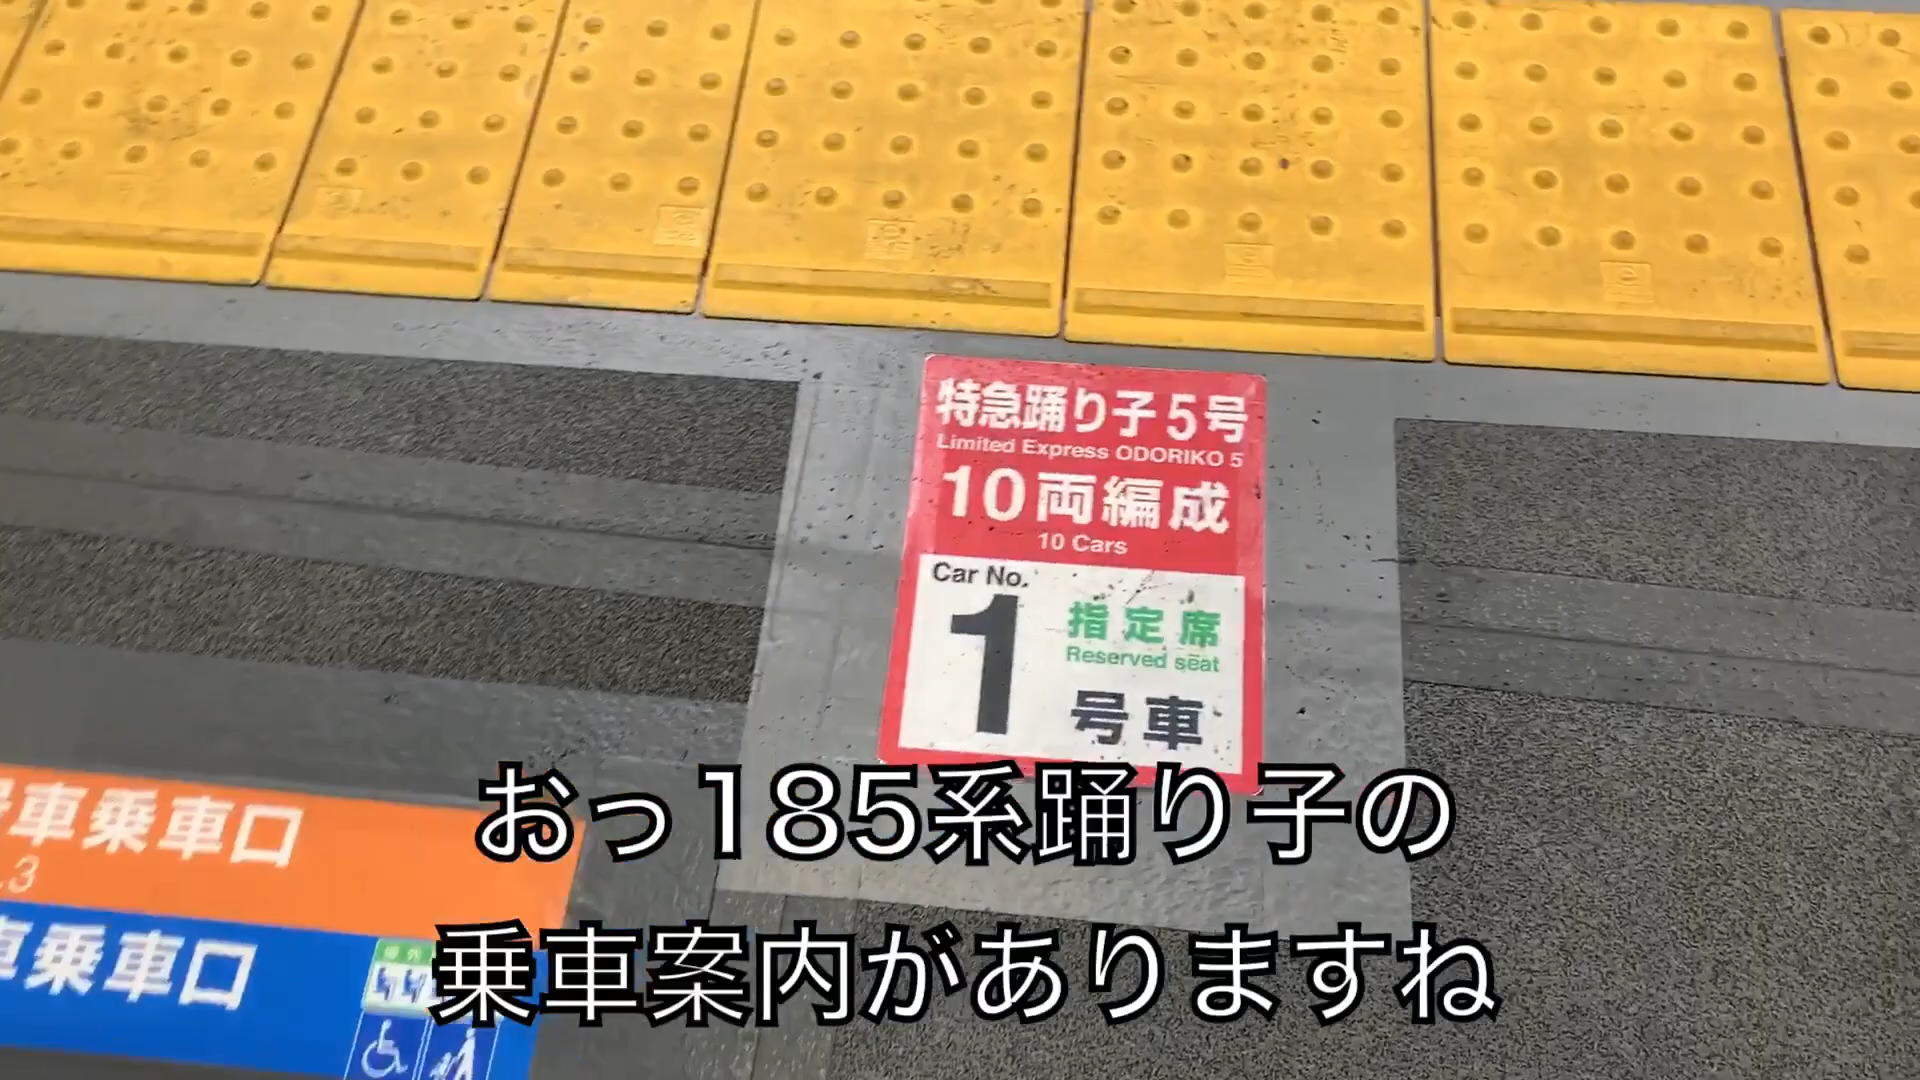 特急踊り子5号
Limited Express ODORIKO 5
10両編成
10 Cars
Car No.
1
指定席
Reserved seat
号車
車乗車口
.3
乗車口
おっ185系踊り子の
乗車案内がありますね